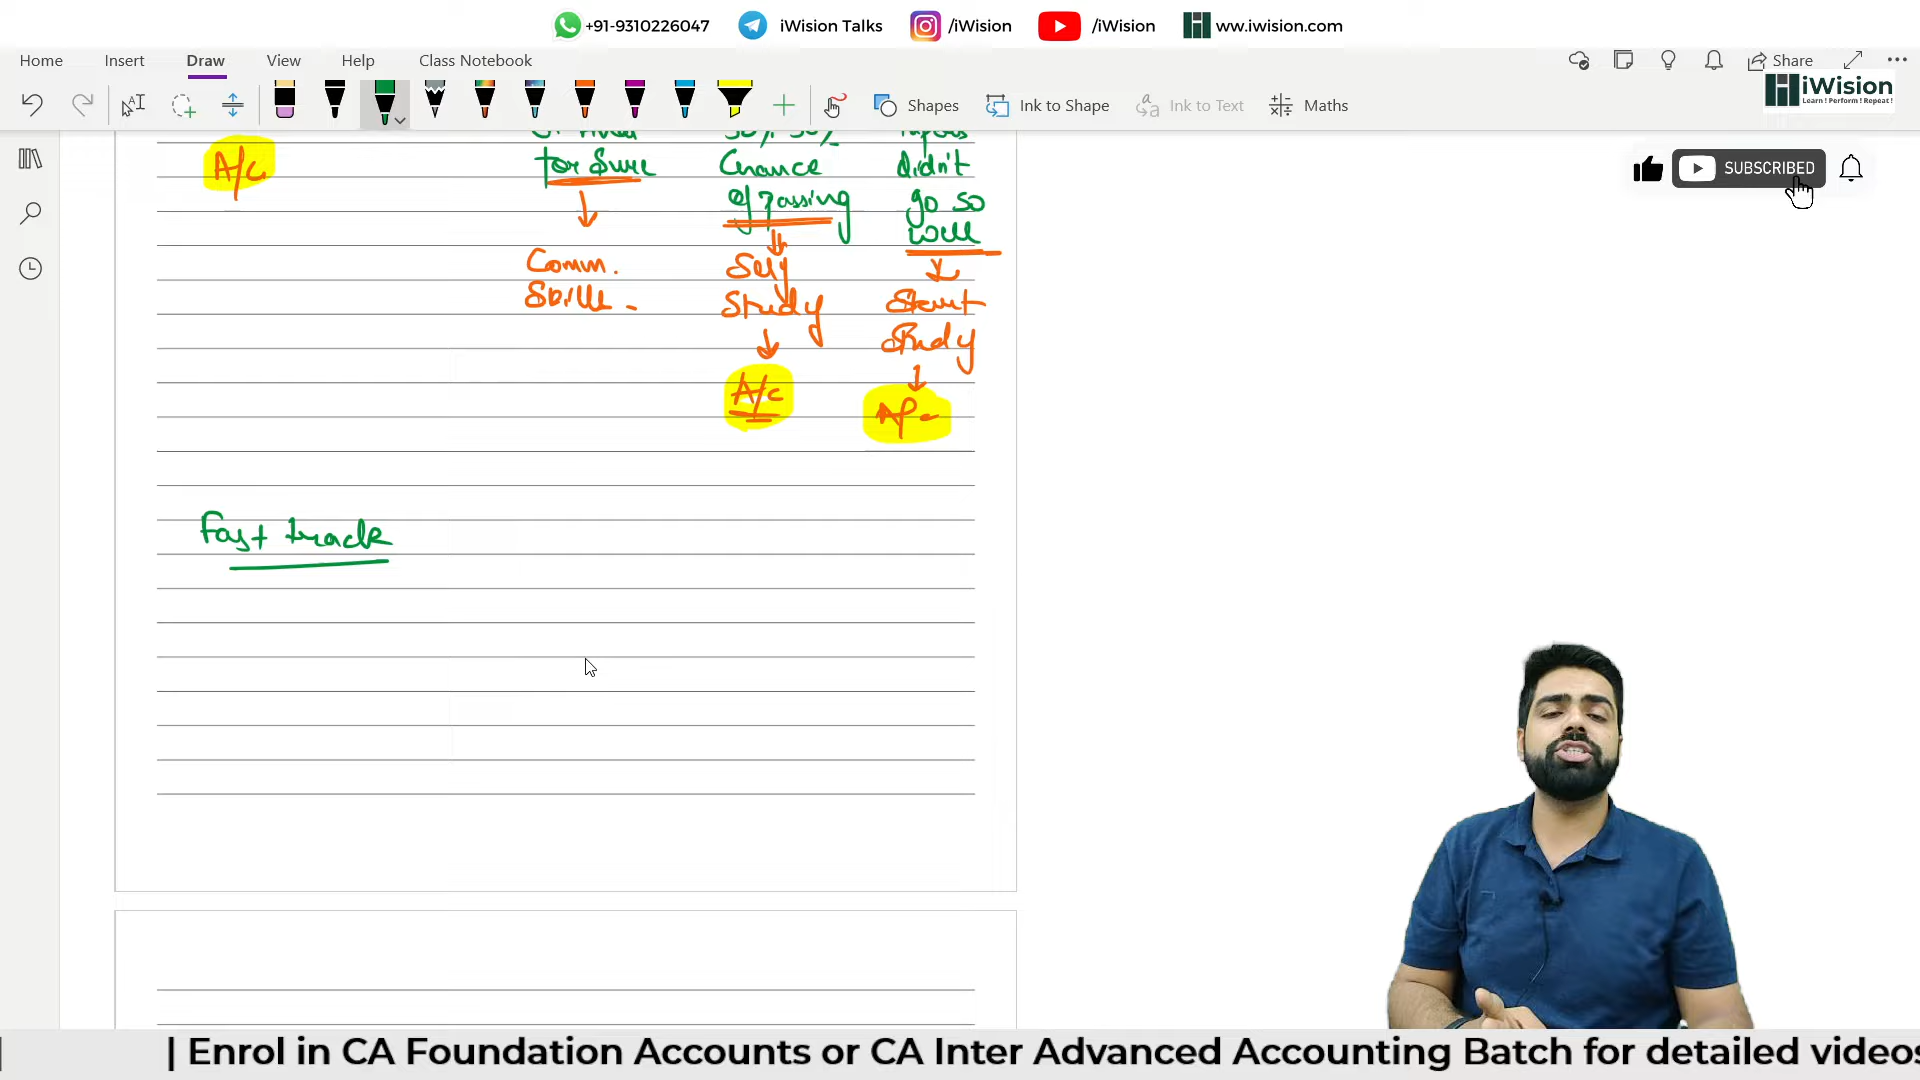 +91-9310226047 iWision Talks /iWision /iWision ww.iwision.com
Home Insert Draw View Help Class Notebook Share
Shapes Ink to Shape Ink to Text Maths
iWision
Learn ! Perform ! Repeat !
SUBSCRIBED
A/c
for Sure
Chance
of passing
didn't
go so
well
Comm.
Skills
Self
Study
A/c
Start
Study
Fast track
| Enrol in CA Foundation Accounts or CA Inter Advanced Accounting Batch for detailed videos